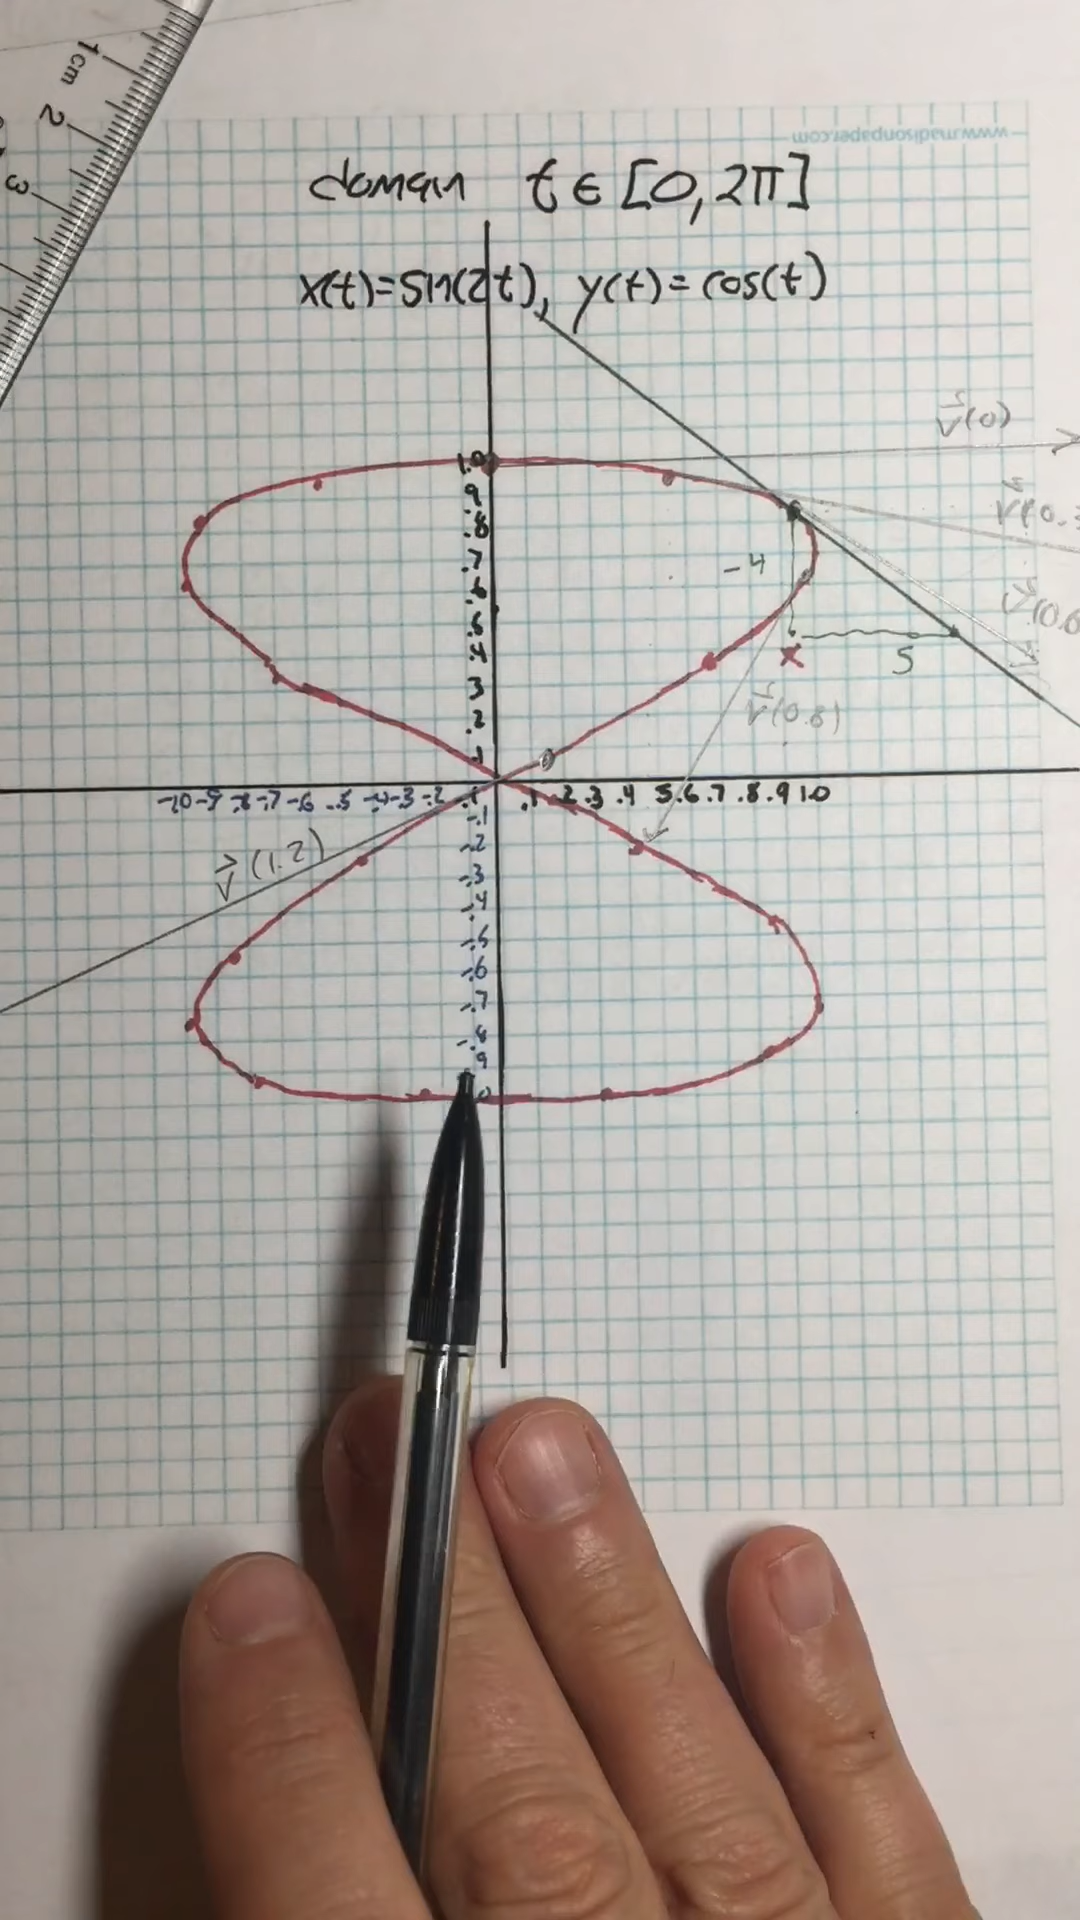 1cm
2
3
www.madisonpaper.com
domain t ∈ [0, 2π]
x(t)=sin(2t), y(t)=cos(t)
v(0)
1.0
.9
.8
.7
-4
.3
.2
.1
5
x
v(0.8)
-1.0 -.9 -.8 -.7 -.6 .5 -.4 -.3 -.2 .1 .1 .2 .3 .4 .5 .6 .7 .8 .9 1.0
v(1.2)
-.1
-.2
-.3
-.4
-.5
-.6
-.7
-.8
.9